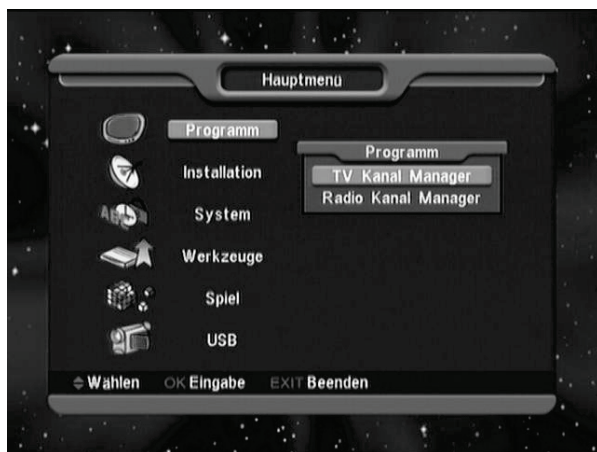 Hauptmenü
Programm
Installation
System
Werkzeuge
Spiel
USB
Programm
TV Kanal Manager
Radio Kanal Manager
Wählen OK Eingabe EXIT Beenden